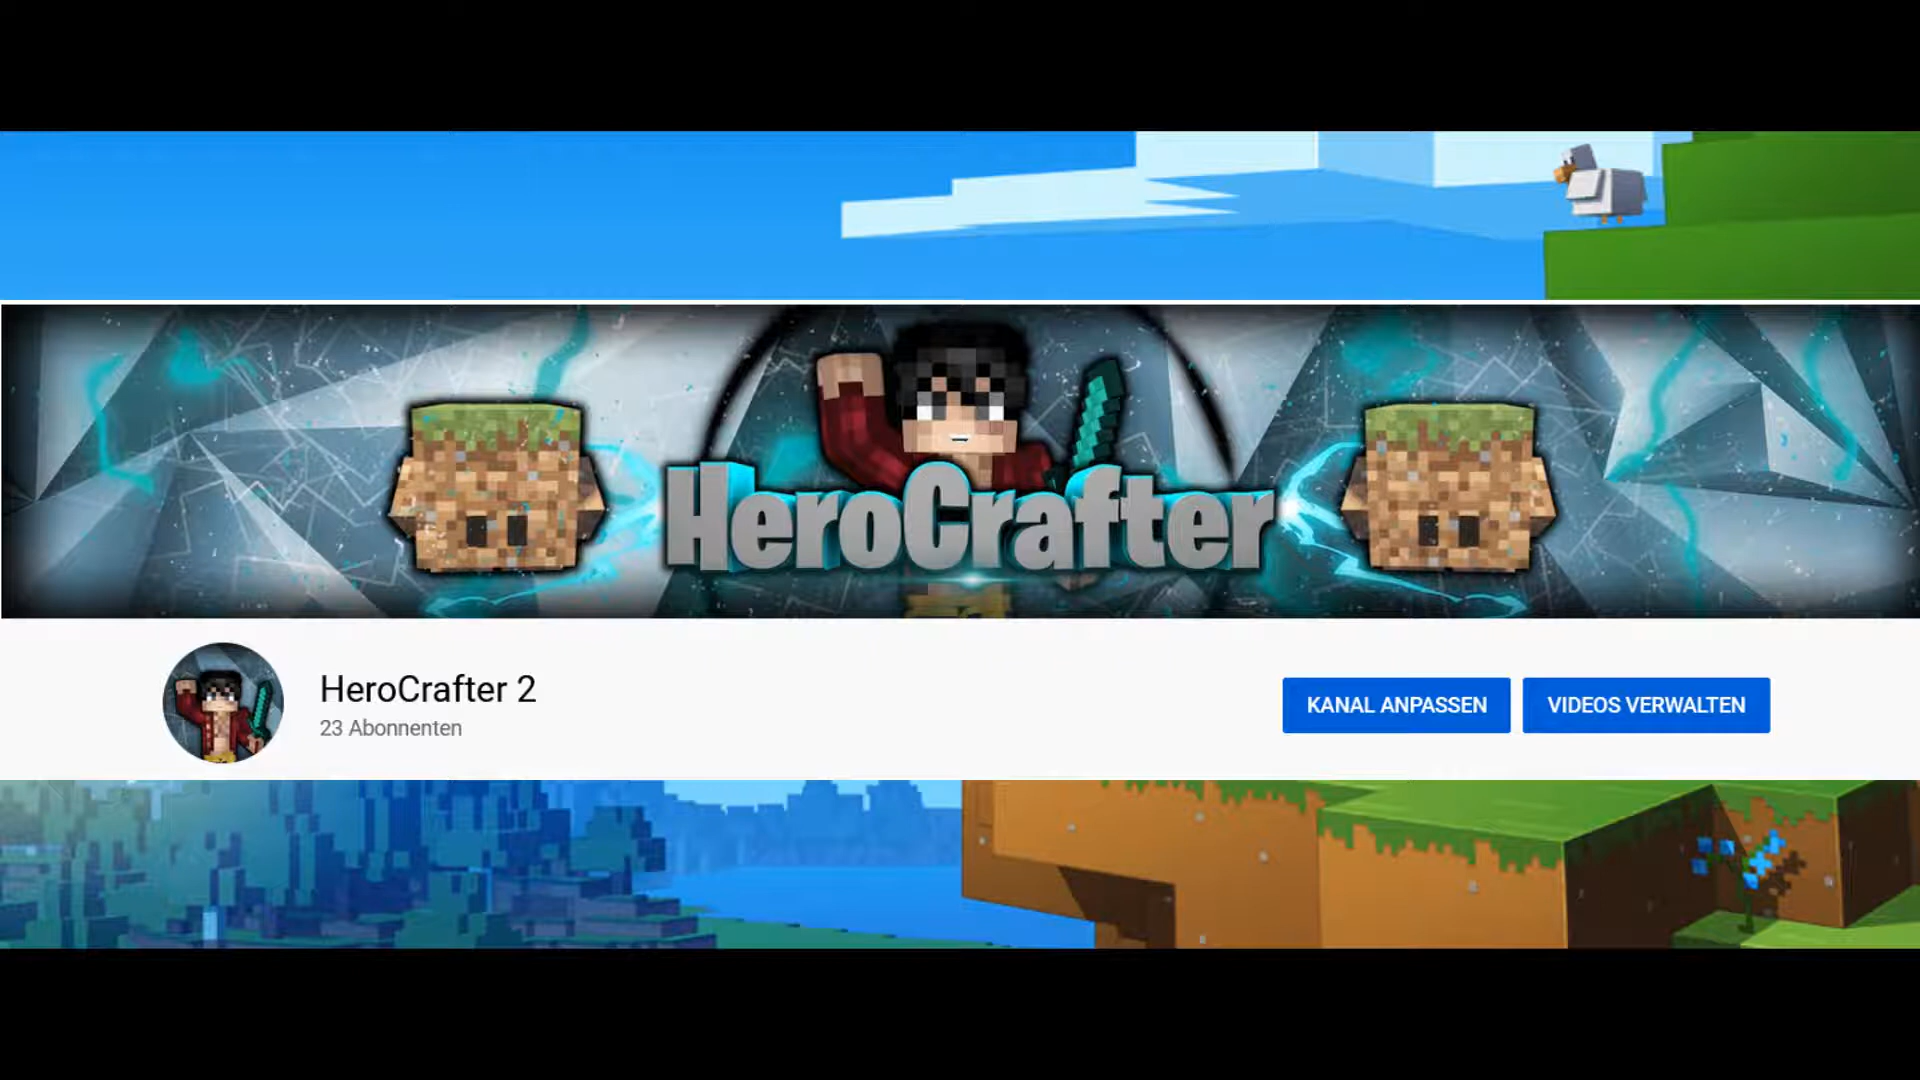 HeroCrafter
HeroCrafter 2
23 Abonnenten
KANAL ANPASSEN
VIDEOS VERWALTEN